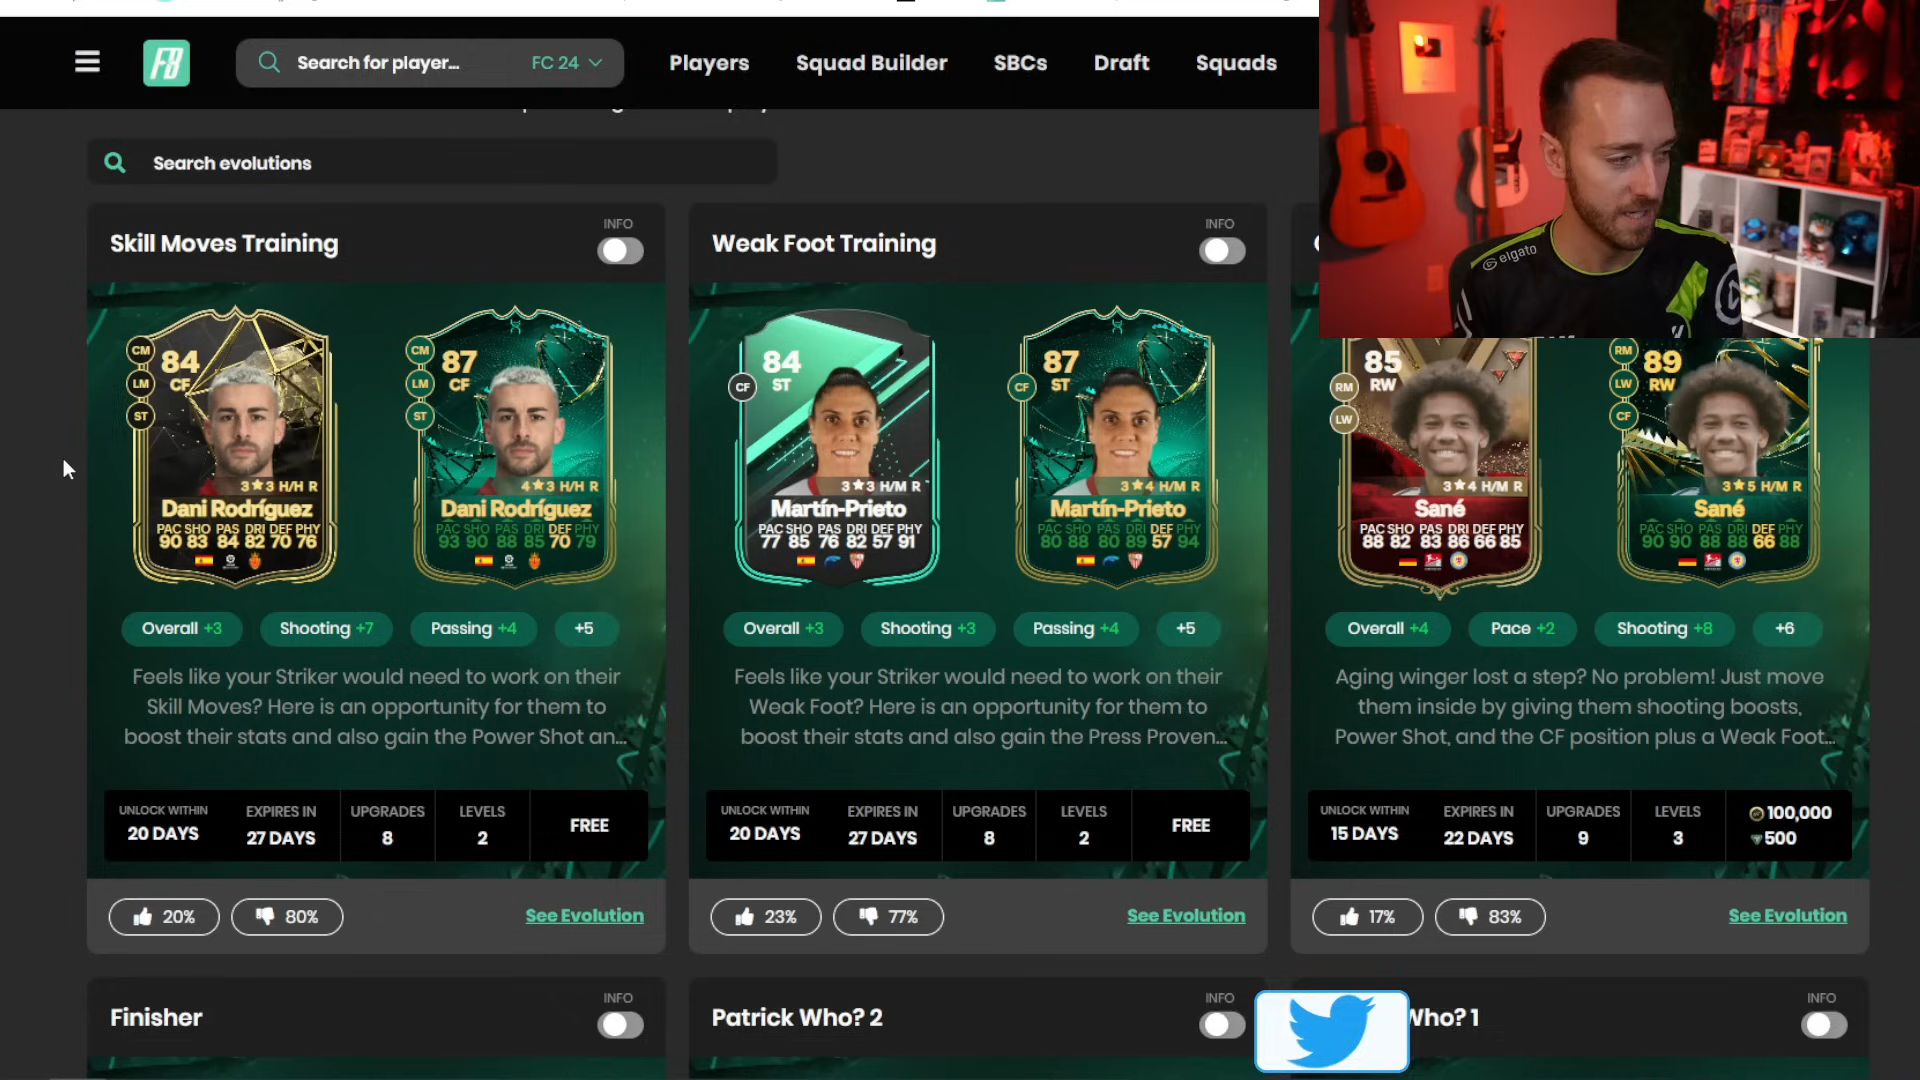 Search for player... FC 24
Players Squad Builder SBCs Draft Squads
Search evolutions
elgato
Skill Moves Training
INFO
CM 84 CF
LM
ST
3★3 H/H R
Dani Rodríguez
PAC SHO PAS DRI DEF PHY
90 83 84 82 70 76
CM 87 CF
LM
ST
4★3 H/H R
Dani Rodríguez
PAC SHO PAS DRI DEF PHY
93 90 88 85 70 79
Overall +3 Shooting +7 Passing +4 +5
Feels like your Striker would need to work on their
Skill Moves? Here is an opportunity for them to
boost their stats and also gain the Power Shot an...
UNLOCK WITHIN EXPIRES IN UPGRADES LEVELS
20 DAYS 27 DAYS 8 2 FREE
20% 80% See Evolution
Weak Foot Training
INFO
84 ST
CF
3★3 H/M R
Martín-Prieto
PAC SHO PAS DRI DEF PHY
77 85 76 82 57 91
87 ST
CF
3★4 H/M R
Martín-Prieto
PAC SHO PAS DRI DEF PHY
80 88 80 89 57 94
Overall +3 Shooting +3 Passing +4 +5
Feels like your Striker would need to work on their
Weak Foot? Here is an opportunity for them to
boost their stats and also gain the Press Proven...
UNLOCK WITHIN EXPIRES IN UPGRADES LEVELS
20 DAYS 27 DAYS 8 2 FREE
23% 77% See Evolution
85 RW
RM
LW
3★4 H/M R
Sané
PAC SHO PAS DRI DEF PHY
88 82 83 86 66 85
RM 89 RW
LW
CF
3★5 H/M R
Sané
PAC SHO PAS DRI DEF PHY
90 90 88 88 66 88
Overall +4 Pace +2 Shooting +8 +6
Aging winger lost a step? No problem! Just move
them inside by giving them shooting boosts,
Power Shot, and the CF position plus a Weak Foot...
UNLOCK WITHIN EXPIRES IN UPGRADES LEVELS 100,000
15 DAYS 22 DAYS 9 3 500
17% 83% See Evolution
Finisher
INFO
Patrick Who? 2
INFO
Who? 1
INFO